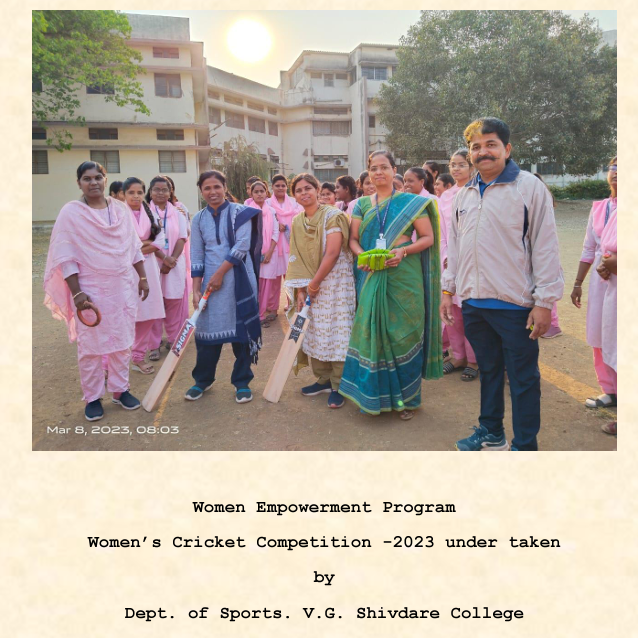 SIGMA
Mar 8, 2023, 08:03
Women Empowerment Program
Women’s Cricket Competition -2023 under taken
by
Dept. of Sports. V.G. Shivdare College